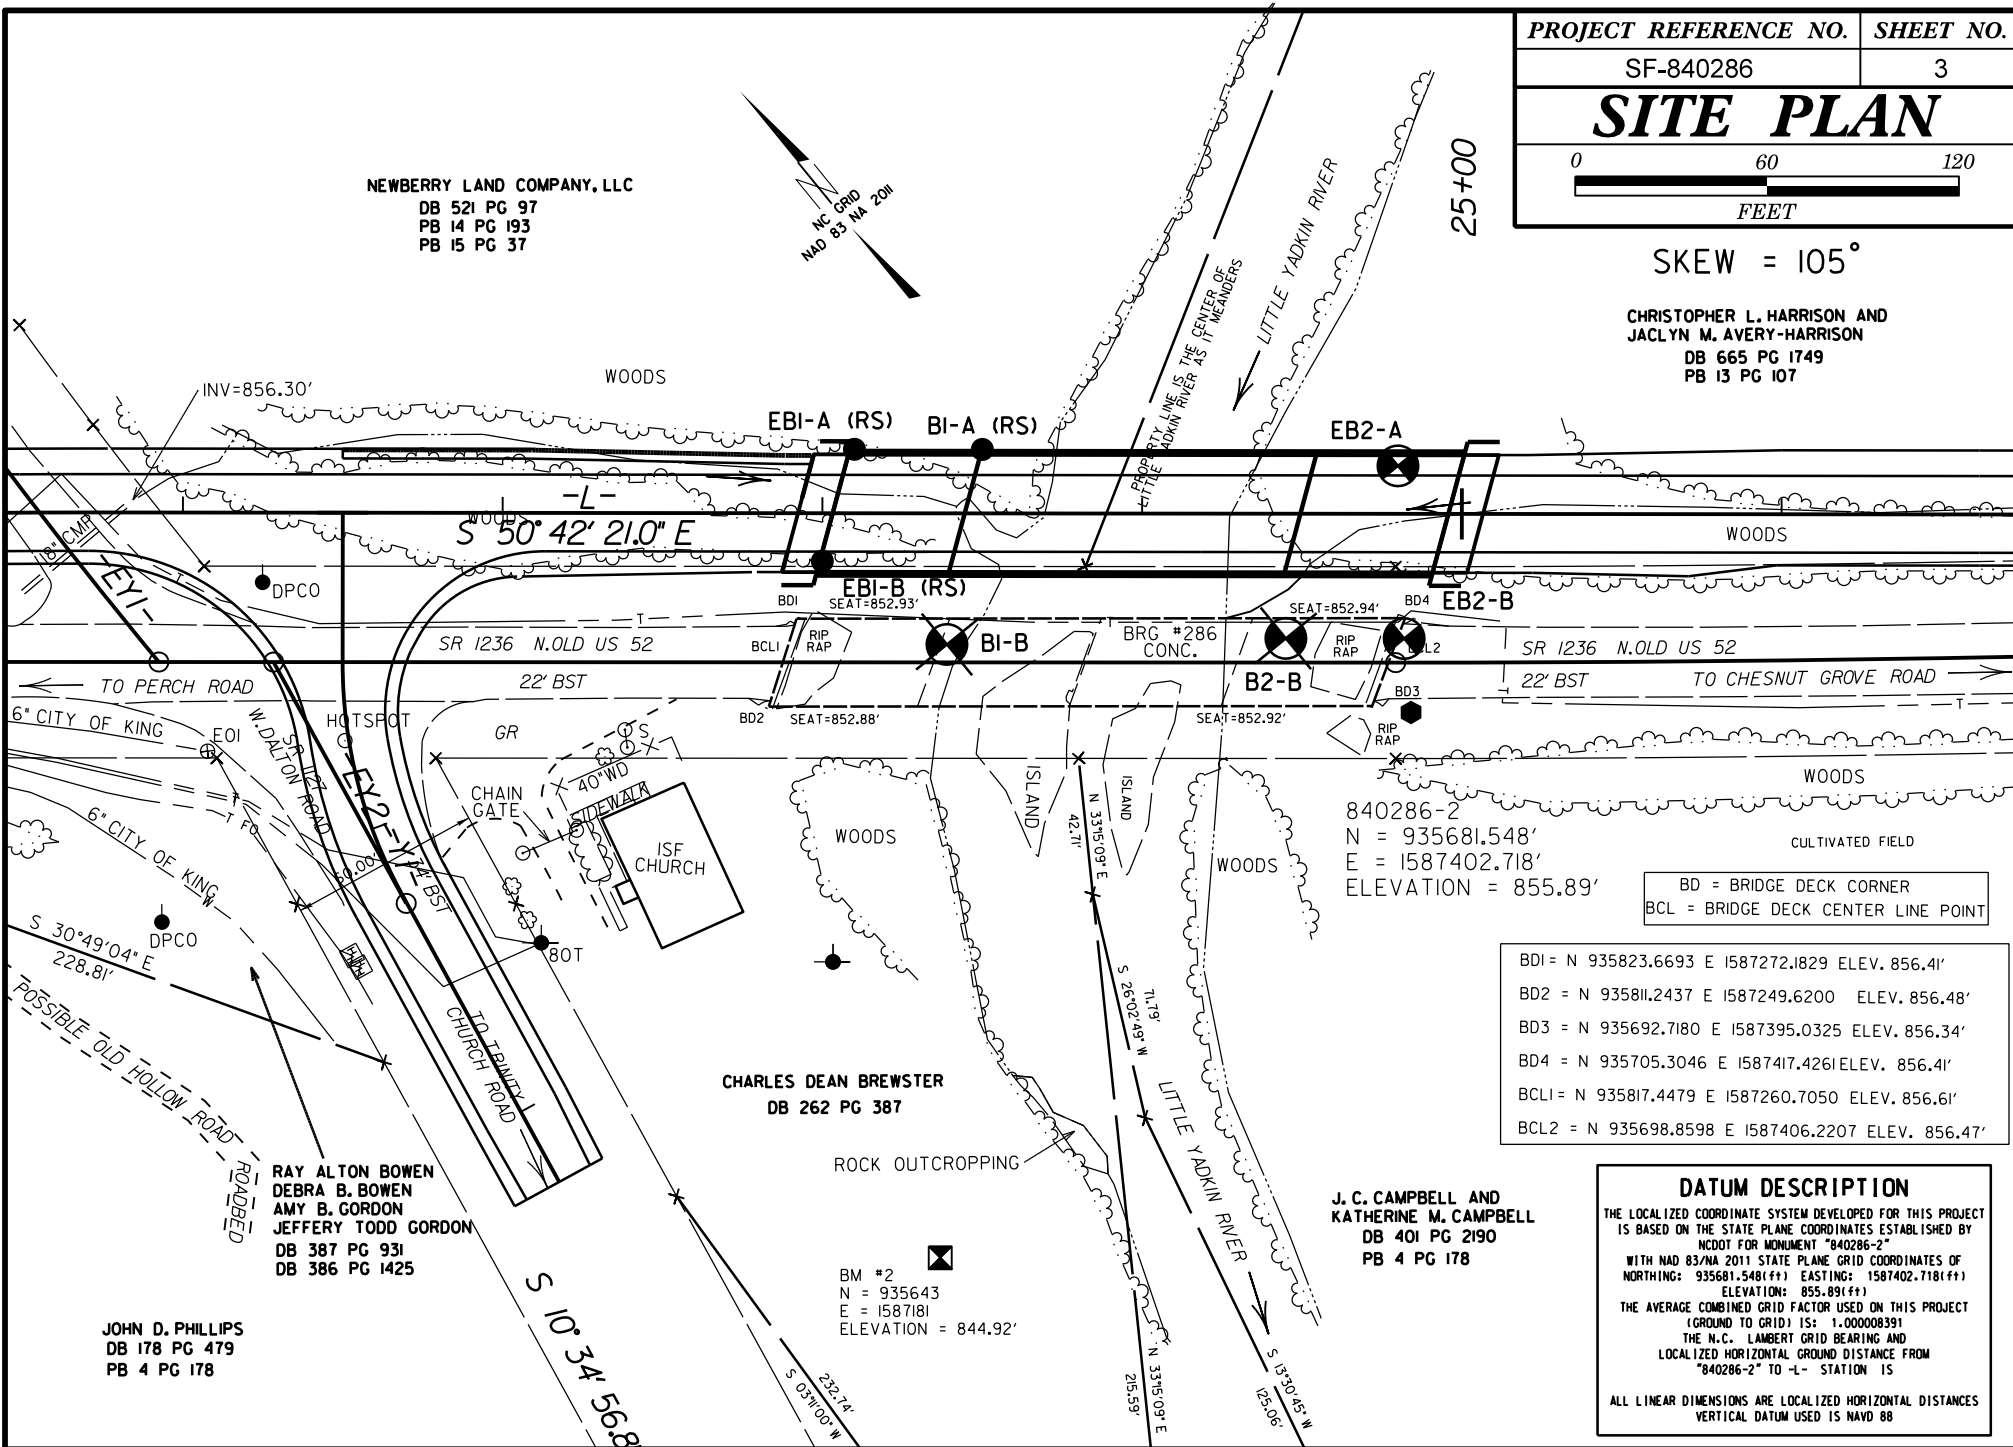 PROJECT REFERENCE NO. SHEET NO.
SF-840286 3
SITE PLAN
0 60 120
FEET
SKEW = 105°
25+00
CHRISTOPHER L. HARRISON AND
JACLYN M. AVERY-HARRISON
DB 665 PG 1749
PB 13 PG 107
NEWBERRY LAND COMPANY, LLC
DB 521 PG 97
PB 14 PG 193
PB 15 PG 37
NC GRID
NAD 83 NA 2011
LITTLE YADKIN RIVER
PROPERTY LINE IS THE CENTER OF
LITTLE YADKIN RIVER AS IT MEANDERS
INV=856.30'
WOODS
EB1-A (RS)
B1-A (RS)
EB2-A
-L-
WOODS
S 50° 42' 21.0" E
WOODS
18" CMP
-EY1-
DPCO
EB1-B (RS)
EB2-B
BD1
SEAT=852.93'
SEAT=852.94'
BD4
T
T
T
SR 1236 N.OLD US 52
BCL1
RIP
RAP
B1-B
BRG #286
CONC.
RIP
RAP
BCL2
SR 1236 N.OLD US 52
TO PERCH ROAD
22' BST
B2-B
22' BST
TO CHESNUT GROVE ROAD
BD3
T
T
6" CITY OF KING
EOI
HOTSPOT
GR
S
BD2
SEAT=852.88'
SEAT=852.92'
RIP
RAP
W.DALTON ROAD
SR 1127
-EY2-
-Y1-
24' BST
CHAIN
GATE
40"WD
SIDEWALK
ISF
CHURCH
WOODS
ISLAND
ISLAND
N 33°15'09" E
42.71'
WOODS
WOODS
CULTIVATED FIELD
840286-2
N = 935681.548'
E = 1587402.718'
ELEVATION = 855.89'
T
T FO
60.00'
6" CITY OF KING
W
DPCO
S 30°49'04" E
228.81'
80T
BD = BRIDGE DECK CORNER
BCL = BRIDGE DECK CENTER LINE POINT
BD1 = N 935823.6693 E 1587272.1829 ELEV. 856.41'
BD2 = N 935811.2437 E 1587249.6200 ELEV. 856.48'
BD3 = N 935692.7180 E 1587395.0325 ELEV. 856.34'
BD4 = N 935705.3046 E 1587417.4261 ELEV. 856.41'
BCL1 = N 935817.4479 E 1587260.7050 ELEV. 856.61'
BCL2 = N 935698.8598 E 1587406.2207 ELEV. 856.47'
POSSIBLE OLD HOLLOW ROAD
ROADBED
TO TRINITY
CHURCH ROAD
S 26°02'49" W
71.79'
CHARLES DEAN BREWSTER
DB 262 PG 387
ROCK OUTCROPPING
LITTLE YADKIN RIVER
RAY ALTON BOWEN
DEBRA B. BOWEN
AMY B. GORDON
JEFFERY TODD GORDON
DB 387 PG 931
DB 386 PG 1425
J. C. CAMPBELL AND
KATHERINE M. CAMPBELL
DB 401 PG 2190
PB 4 PG 178
BM #2
N = 935643
E = 1587181
ELEVATION = 844.92'
JOHN D. PHILLIPS
DB 178 PG 479
PB 4 PG 178
S 10° 34' 56.8"
232.74'
S 03°11'00" W
N 33°15'09" E
215.59'
S 13°30'45" W
125.06'
DATUM DESCRIPTION
THE LOCALIZED COORDINATE SYSTEM DEVELOPED FOR THIS PROJECT
IS BASED ON THE STATE PLANE COORDINATES ESTABLISHED BY
NCDOT FOR MONUMENT "840286-2"
WITH NAD 83/NA 2011 STATE PLANE GRID COORDINATES OF
NORTHING: 935681.548(ft) EASTING: 1587402.718(ft)
ELEVATION: 855.89(ft)
THE AVERAGE COMBINED GRID FACTOR USED ON THIS PROJECT
(GROUND TO GRID) IS: 1.000008391
THE N.C. LAMBERT GRID BEARING AND
LOCALIZED HORIZONTAL GROUND DISTANCE FROM
"840286-2" TO -L- STATION IS
ALL LINEAR DIMENSIONS ARE LOCALIZED HORIZONTAL DISTANCES
VERTICAL DATUM USED IS NAVD 88